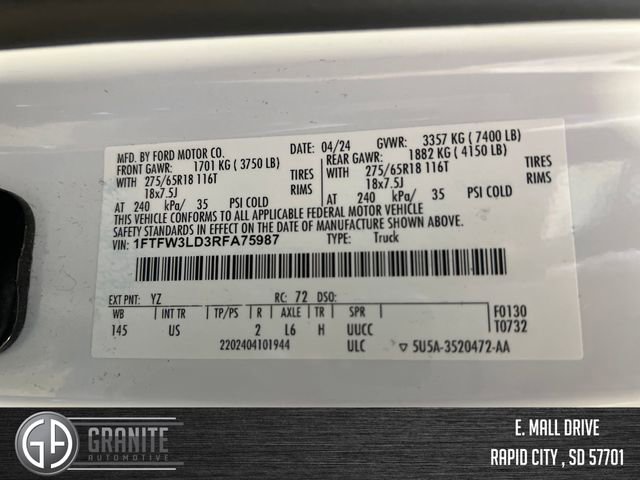 MFD. BY FORD MOTOR CO.
DATE: 04/24 GVWR: 3357 KG (7400 LB)
FRONT GAWR: 1701 KG (3750 LB) REAR GAWR: 1882 KG (4150 LB)
WITH 275/65R18 116T TIRES 275/65R18 116T TIRES
18x7.5J RIMS WITH 18x7.5J RIMS
AT 240 kPa/ 35 PSI COLD AT 240 kPa/ 35 PSI COLD
THIS VEHICLE CONFORMS TO ALL APPLICABLE FEDERAL MOTOR VEHICLE
SAFETY STANDARDS IN EFFECT ON THE DATE OF MANUFACTURE SHOWN ABOVE.
VIN: 1FTFW3LD3RFA75987 TYPE: Truck
EXT PNT: YZ RC: 72 DSO: F0130
WB INT TR TP/PS R AXLE TR SPR T0732
145 US 2 L6 H UUCC
2202404101944 ULC ▽ 5U5A-3520472-AA
GA GRANITE
AUTOMOTIVE
E. MALL DRIVE
RAPID CITY , SD 57701